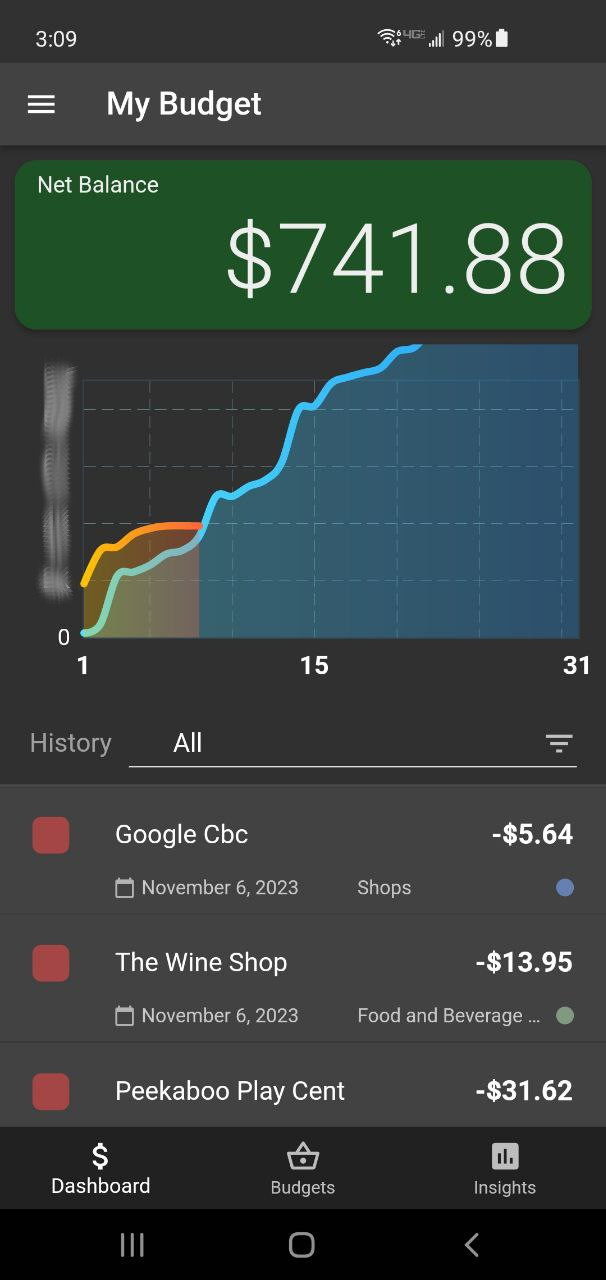 3:09
99%
My Budget
Net Balance
$741.88
0
1 15 31
History All
Google Cbc -$5.64
November 6, 2023 Shops
The Wine Shop -$13.95
November 6, 2023 Food and Beverage ...
Peekaboo Play Cent -$31.62
$
Dashboard Budgets Insights